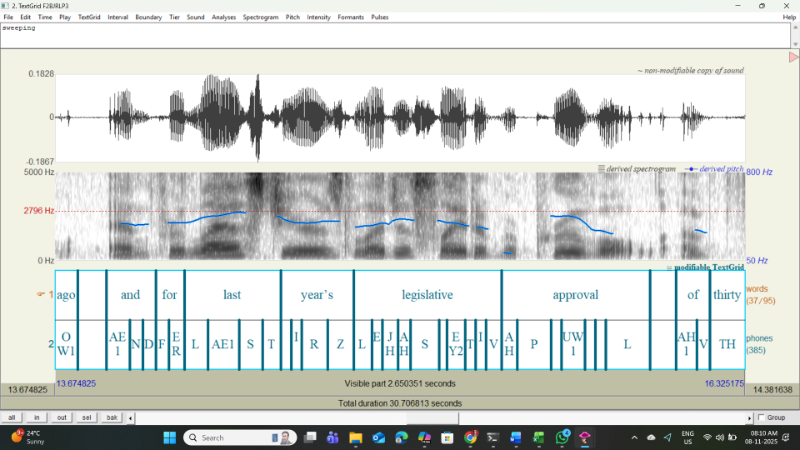 2. TextGrid F2BJRLP3
File Edit Time Play TextGrid Interval Boundary Tier Sound Analyses Spectrogram Pitch Intensity Formants Pulses Help
sweeping
0.1828 ~ non-modifiable copy of sound
0
-0.1867
5000 Hz ☰ derived spectrogram derived pitch 800 Hz
2796 Hz
0 Hz 50 Hz
modifiable TextGrid
☞ 1 ago and for last year's legislative approval of thirty words (37/95)
2 OW1 AE1 N D F ER L AE1 S T I R Z L E JH AH S EY2 T I V AH P UW1 L AH1 V TH phones (385)
13.674825 13.674825 Visible part 2.650351 seconds 16.325175 14.381638
Total duration 30.706813 seconds
all in out sel bak Group
24°C
Sunny
Search
ENG
US
08:10 AM
08-11-2025